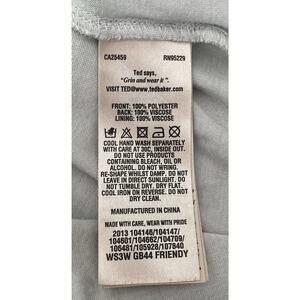 CA25459 RN95229
Ted says,
"Grin and wear it".
VISIT TED@WWW.TEDBAKER.COM
FRONT: 100% POLYESTER
BACK: 100% VISCOSE
LINING: 100% VISCOSE
COOL HAND WASH SEPARATELY
WITH CARE AT 30C, INSIDE OUT.
DO NOT USE PRODUCTS
CONTAINING BLEACH, OIL OR
ALCOHOL. DO NOT WRING.
RE-SHAPE WHILST DAMP. DO NOT
LEAVE IN DIRECT SUNLIGHT. DO
NOT TUMBLE DRY. DRY FLAT.
COOL IRON ON REVERSE. DO NOT
DRY CLEAN.
MANUFACTURED IN CHINA
MADE WITH CARE, WEAR WITH PRIDE
2013 104146/104147/
104601/104662/104709/
106481/105928/107840
WS3W GB44 FRIENDY